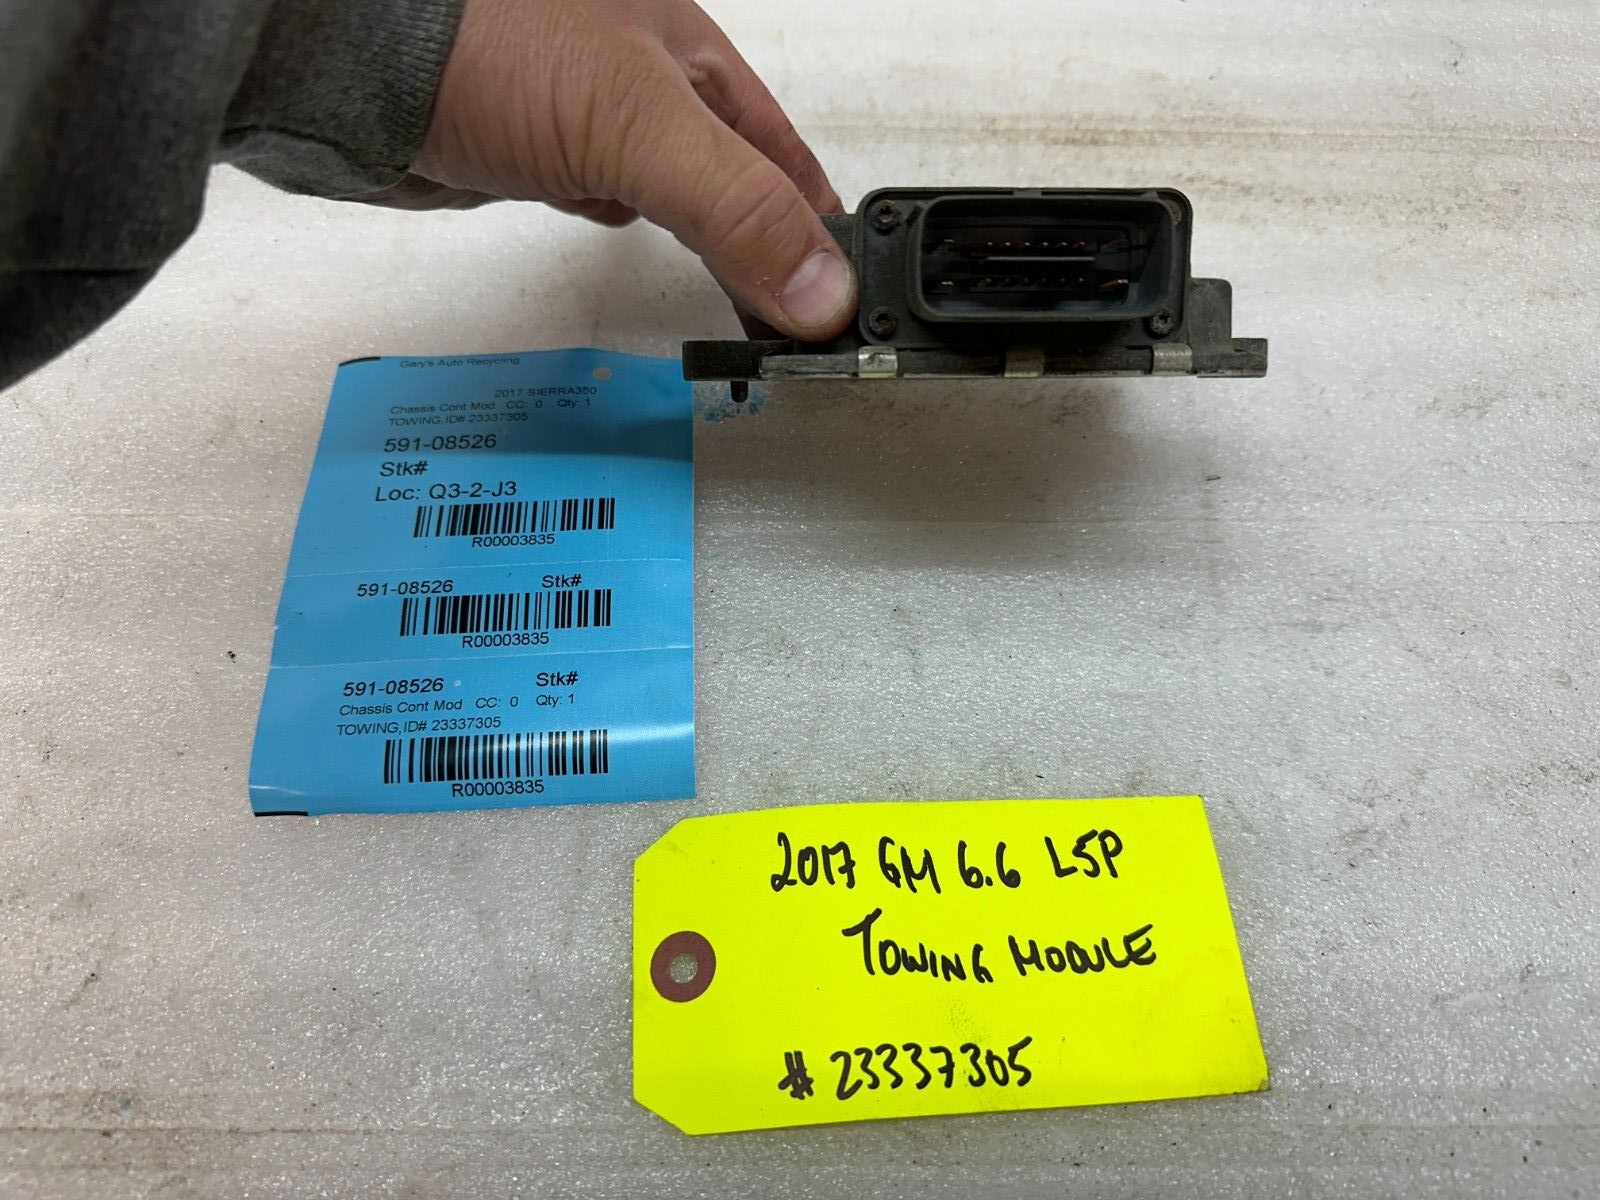 Gary's Auto Recycling
2017 SIERRA350
Chassis Cont Mod CC: 0 Qty: 1
TOWING,ID# 23337305
591-08526
Stk#
Loc: Q3-2-J3
R00003835
591-08526 Stk#
R00003835
591-08526 Stk#
Chassis Cont Mod CC: 0 Qty: 1
TOWING,ID# 23337305
R00003835
2017 GM 6.6 L5P
TOWING MODULE
# 23337305